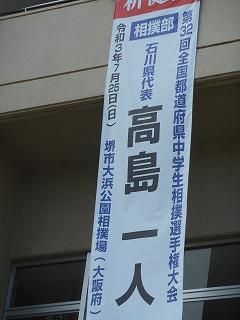 祈健
第32回全国都道府県中学生相撲選手権大会
相撲部
石川県代表
高島一人
令和3年7月25日(日)
堺市大浜公園相撲場(大阪府)